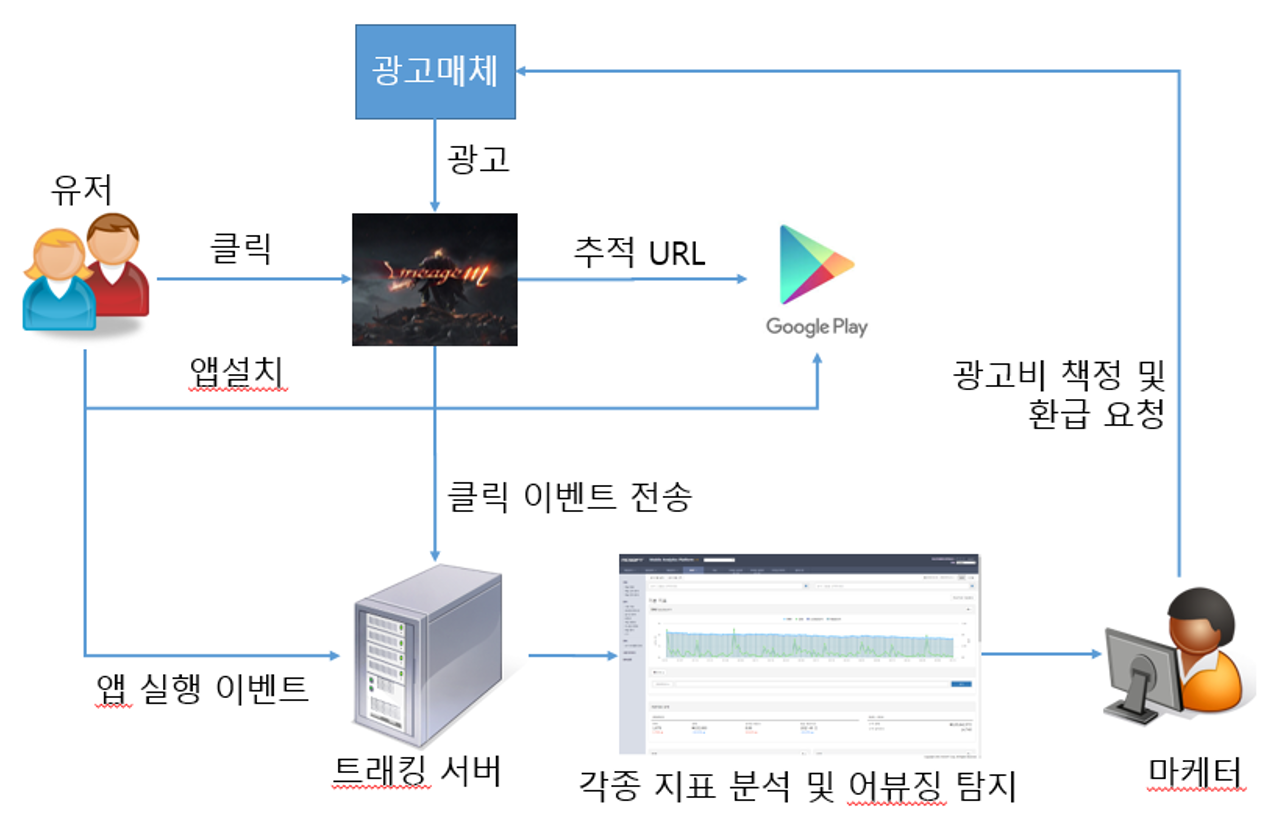 광고매체
광고
유저
클릭
Lineage M
추적 URL
Google Play
앱설치
광고비 책정 및
환급 요청
클릭 이벤트 전송
앱 실행 이벤트
트래킹 서버
각종 지표 분석 및 어뷰징 탐지
마케터